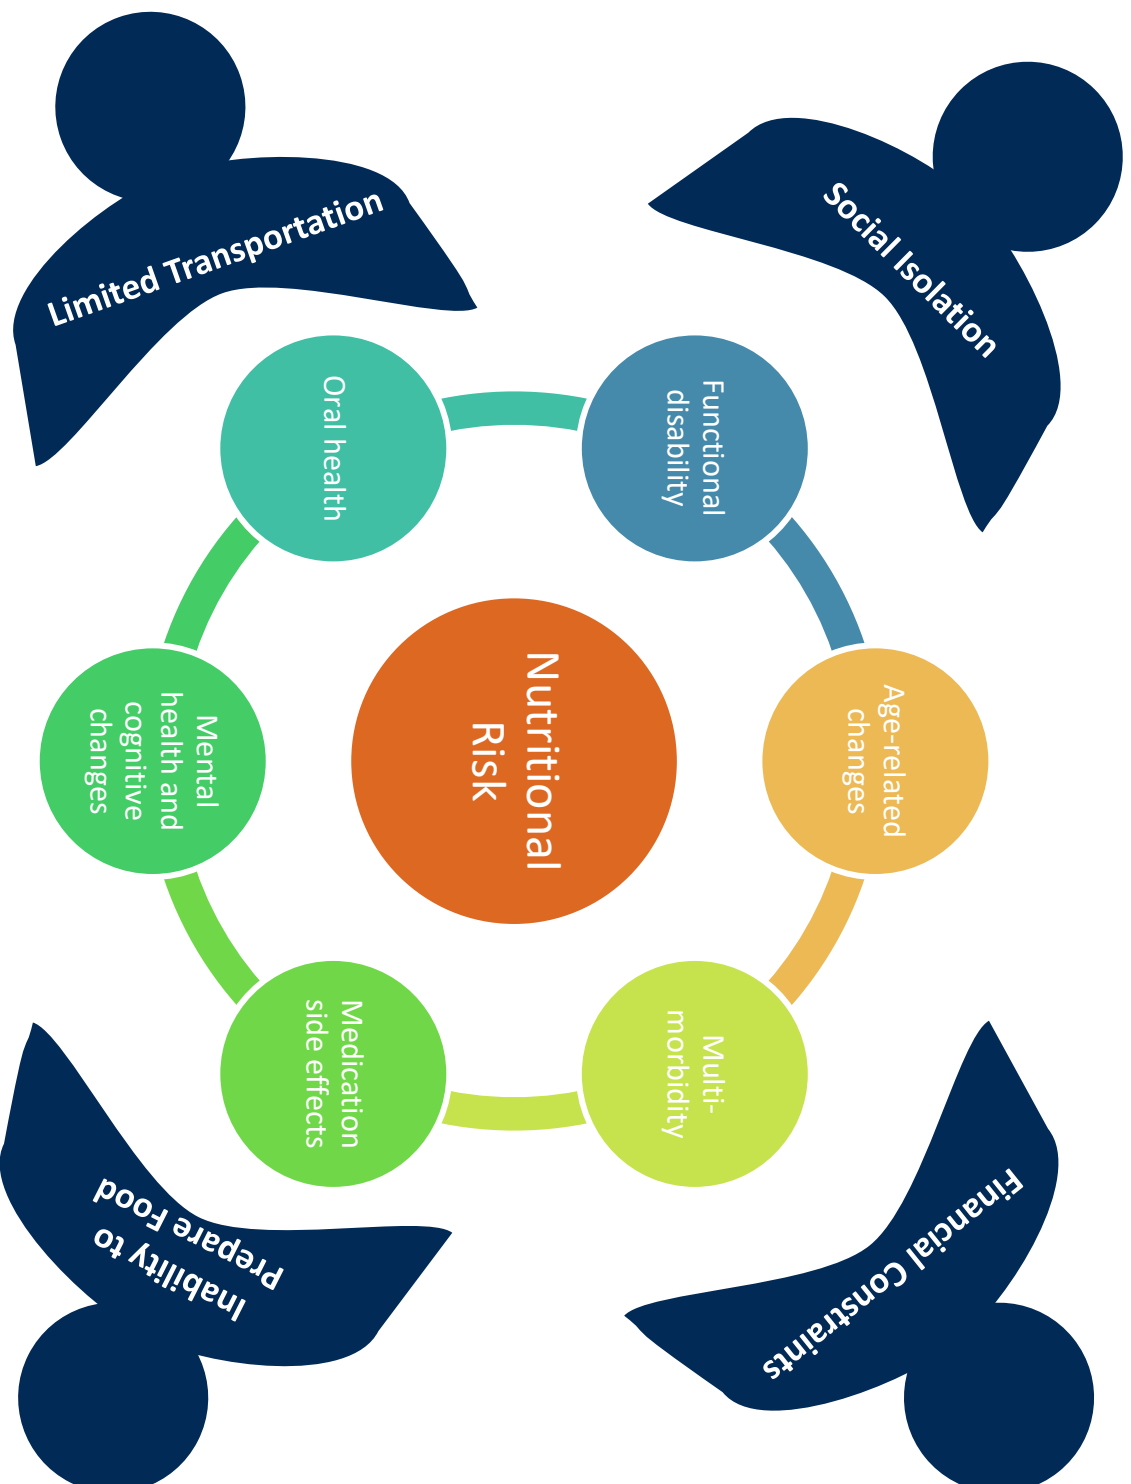 Social Isolation
Financial Constraints
Limited Transportation
Inability to
Prepare Food
Nutritional
Risk
Age-related
changes
Multi-
morbidity
Medication
side effects
Mental
health and
cognitive
changes
Oral health
Functional
disability